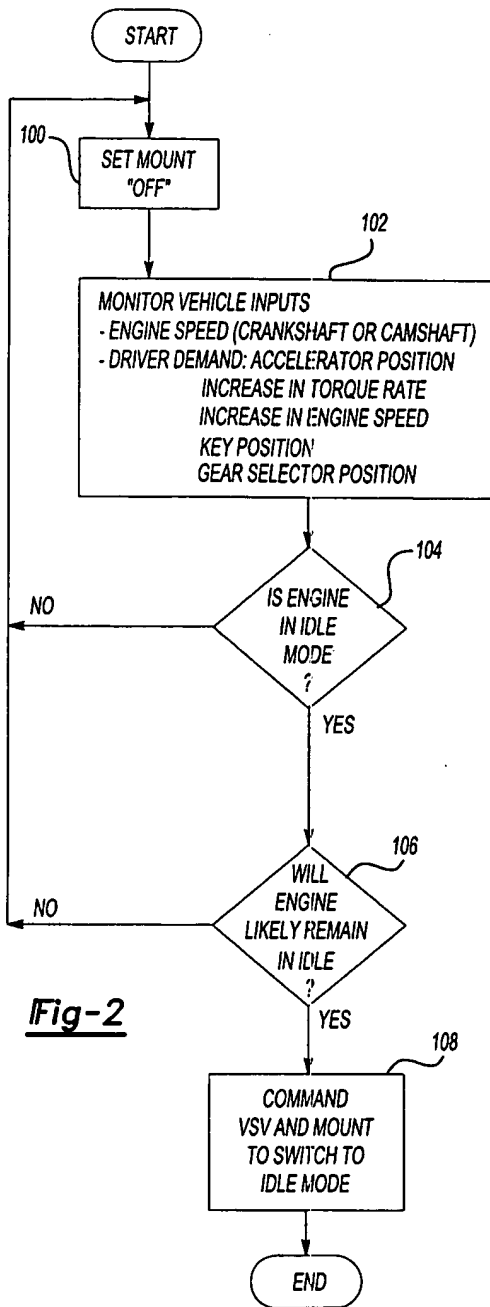 START
100
SET MOUNT
"OFF"
102
MONITOR VEHICLE INPUTS
- ENGINE SPEED (CRANKSHAFT OR CAMSHAFT)
- DRIVER DEMAND: ACCELERATOR POSITION
INCREASE IN TORQUE RATE
INCREASE IN ENGINE SPEED
KEY POSITION
GEAR SELECTOR POSITION
104
NO
IS ENGINE
IN IDLE
MODE
?
YES
106
NO
WILL
ENGINE
LIKELY REMAIN
IN IDLE
?
Fig-2
YES
108
COMMAND
VSV AND MOUNT
TO SWITCH TO
IDLE MODE
END